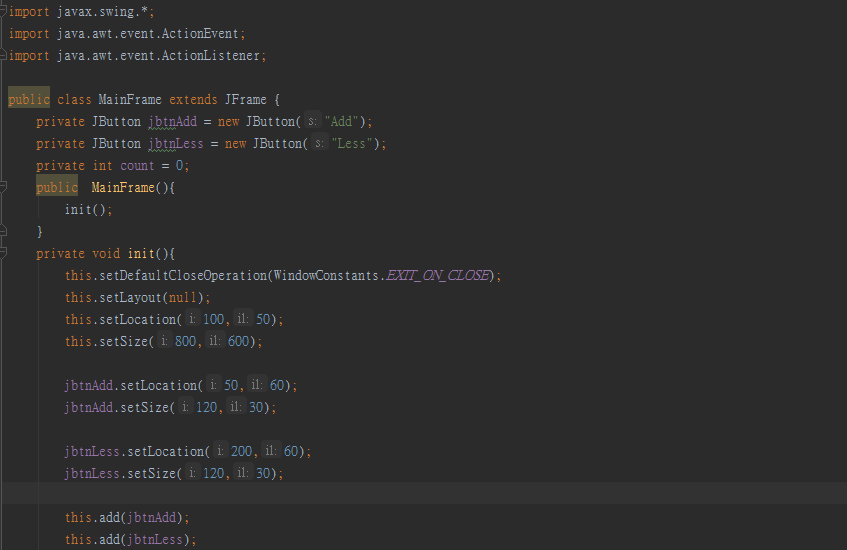 import javax.swing.*;
import java.awt.event.ActionEvent;
import java.awt.event.ActionListener;
public class MainFrame extends JFrame {
private JButton jbtnAdd = new JButton( s: "Add");
private JButton jbtnLess = new JButton( s: "Less");
private int count = 0;
public  MainFrame(){
init();
}
private void init(){
this.setDefaultCloseOperation(WindowConstants.EXIT_ON_CLOSE);
this.setLayout(null);
this.setLocation( i: 100, i1: 50);
this.setSize( i: 800, i1: 600);
jbtnAdd.setLocation( i: 50, i1: 60);
jbtnAdd.setSize( i: 120, i1: 30);
jbtnLess.setLocation( i: 200, i1: 60);
jbtnLess.setSize( i: 120, i1: 30);
this.add(jbtnAdd);
this.add(jbtnLess);